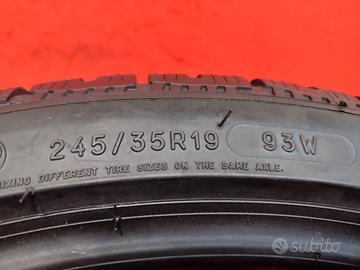 245/35R19 93W
MIXING DIFFERENT TIRE SIZES ON THE SAME AXLE.
subito